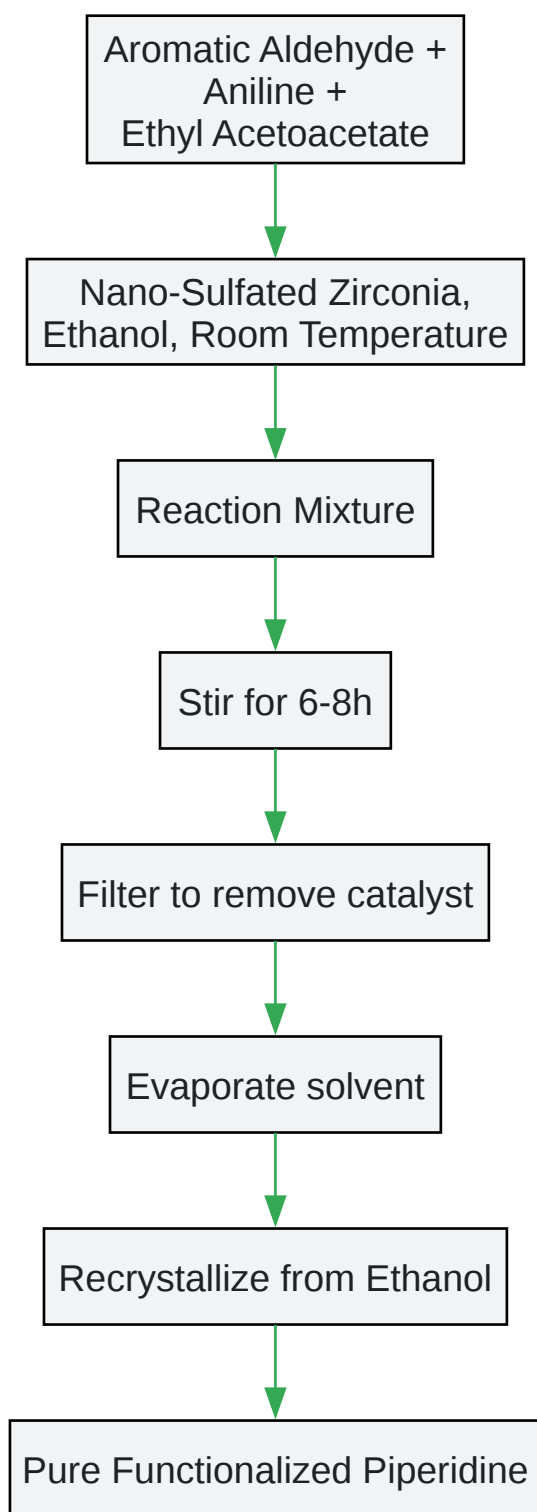 Aromatic Aldehyde +
Aniline +
Ethyl Acetoacetate
Nano-Sulfated Zirconia,
Ethanol, Room Temperature
Reaction Mixture
Stir for 6-8h
Filter to remove catalyst
Evaporate solvent
Recrystallize from Ethanol
Pure Functionalized Piperidine